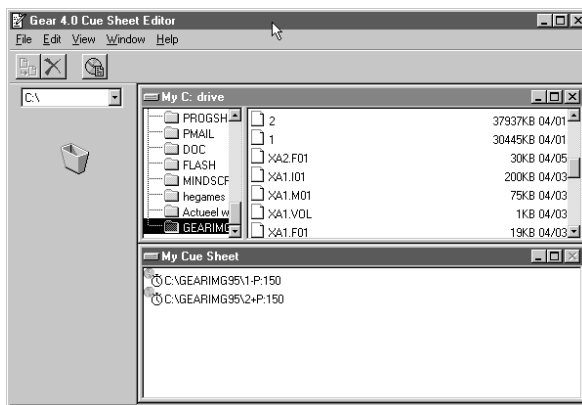 Gear 4.0 Cue Sheet Editor
File Edit View Window Help
C:\
My C: drive
PROGSH
PMAIL
DOC
FLASH
MINDSCF
hegames
Actueel w
GEARIMG
2 37937KB 04/01
1 30445KB 04/01
XA2.F01 30KB 04/05
XA1.I01 200KB 04/03
XA1.M01 75KB 04/03
XA1.VOL 1KB 04/03
XA1.F01 19KB 04/03
My Cue Sheet
C:\GEARIMG95\1-P:150
C:\GEARIMG95\2+P:150